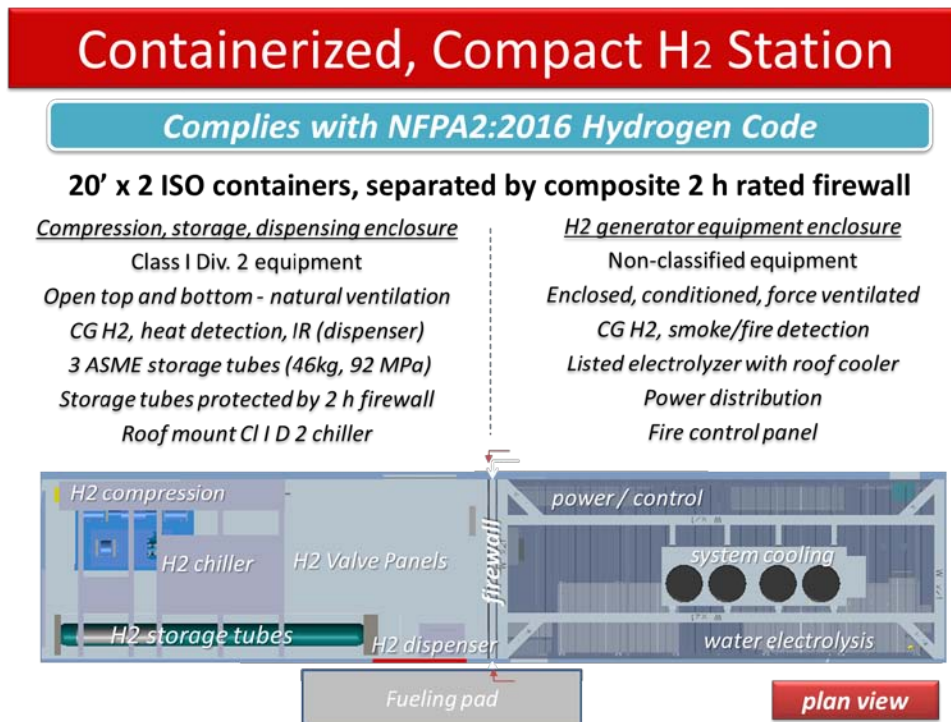 Containerized, Compact H2 Station
Complies with NFPA2:2016 Hydrogen Code
20' x 2 ISO containers, separated by composite 2 h rated firewall
Compression, storage, dispensing enclosure
Class I Div. 2 equipment
Open top and bottom - natural ventilation
CG H2, heat detection, IR (dispenser)
3 ASME storage tubes (46kg, 92 MPa)
Storage tubes protected by 2 h firewall
Roof mount Cl I D 2 chiller
H2 generator equipment enclosure
Non-classified equipment
Enclosed, conditioned, force ventilated
CG H2, smoke/fire detection
Listed electrolyzer with roof cooler
Power distribution
Fire control panel
H2 compression
H2 chiller
H2 Valve Panels
H2 storage tubes
H2 dispenser
firewall
power / control
system cooling
water electrolysis
Fueling pad
plan view